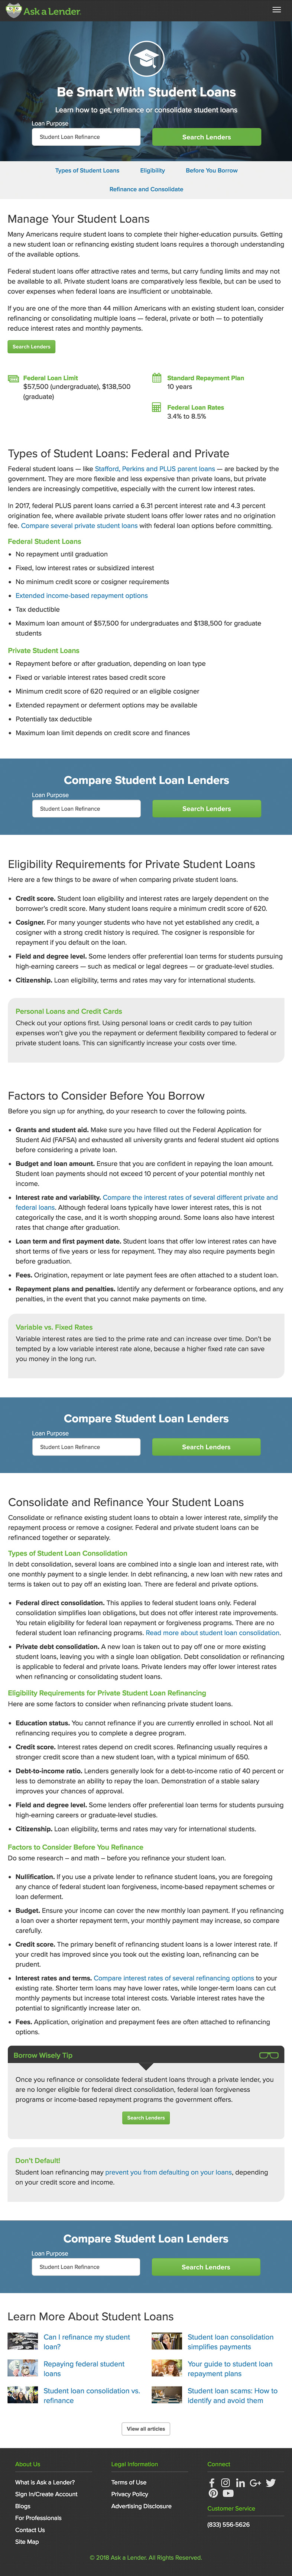 Ask a Lender
Be Smart With Student Loans
Learn how to get, refinance or consolidate student loans
Loan Purpose
Student Loan Refinance
Search Lenders
Types of Student Loans
Eligibility
Before You Borrow
Refinance and Consolidate
Manage Your Student Loans
Many Americans require student loans to complete their higher-education pursuits. Getting
a new student loan or refinancing existing student loans requires a thorough understanding
of the available options.
Federal student loans offer attractive rates and terms, but carry funding limits and may not
be available to all. Private student loans are comparatively less flexible, but can be used to
cover expenses when federal loans are insufficient or unobtainable.
If you are one of the more than 44 million Americans with an existing student loan, consider
refinancing or consolidating multiple loans — federal, private or both — to potentially
reduce interest rates and monthly payments.
Search Lenders
Federal Loan Limit
$57,500 (undergraduate), $138,500
(graduate)
Standard Repayment Plan
10 years
Federal Loan Rates
3.4% to 8.5%
Types of Student Loans: Federal and Private
Federal student loans — like Stafford, Perkins and PLUS parent loans — are backed by the
government. They are more flexible and less expensive than private loans, but private
lenders are increasingly competitive, especially with the current low interest rates.
In 2017, federal PLUS parent loans carried a 6.31 percent interest rate and 4.3 percent
origination fee, where available private student loans offer lower rates and no origination
fee. Compare several private student loans with federal loan options before committing.
Federal Student Loans
• No repayment until graduation
• Fixed, low interest rates or subsidized interest
• No minimum credit score or cosigner requirements
• Extended income-based repayment options
• Tax deductible
• Maximum loan amount of $57,500 for undergraduates and $138,500 for graduate
students
Private Student Loans
• Repayment before or after graduation, depending on loan type
• Fixed or variable interest rates based credit score
• Minimum credit score of 620 required or an eligible cosigner
• Extended repayment or deferment options may be available
• Potentially tax deductible
• Maximum loan limit depends on credit score and finances
Compare Student Loan Lenders
Loan Purpose
Student Loan Refinance
Search Lenders
Eligibility Requirements for Private Student Loans
Here are a few things to be aware of when comparing private student loans.
• Credit score. Student loan eligibility and interest rates are largely dependent on the
borrower's credit score. Many student loans require a minimum credit score of 620.
• Cosigner. For many younger students who have not yet established any credit, a
cosigner with a strong credit history is required. The cosigner is responsible for
repayment if you default on the loan.
• Field and degree level. Some lenders offer preferential loan terms for students pursuing
high-earning careers — such as medical or legal degrees — or graduate-level studies.
• Citizenship. Loan eligibility, terms and rates may vary for international students.
Personal Loans and Credit Cards
Check out your options first. Using personal loans or credit cards to pay tuition
expenses won't give you the repayment or deferment flexibility compared to federal or
private student loans. This can significantly increase your costs over time.
Factors to Consider Before You Borrow
Before you sign up for anything, do your research to cover the following points.
• Grants and student aid. Make sure you have filled out the Federal Application for
Student Aid (FAFSA) and exhausted all university grants and federal student aid options
before considering a private loan.
• Budget and loan amount. Ensure that you are confident in repaying the loan amount.
Student loan payments should not exceed 10 percent of your potential monthly net
income.
• Interest rate and variability. Compare the interest rates of several different private and
federal loans. Although federal loans typically have lower interest rates, this is not
categorically the case, and it is worth shopping around. Some loans also have interest
rates that change after graduation.
• Loan term and first payment date. Student loans that offer low interest rates can have
short terms of five years or less for repayment. They may also require payments begin
before graduation.
• Fees. Origination, repayment or late payment fees are often attached to a student loan.
• Repayment plans and penalties. Identify any deferment or forbearance options, and any
penalties, in the event that you cannot make payments on time.
Variable vs. Fixed Rates
Variable interest rates are tied to the prime rate and can increase over time. Don't be
tempted by a low variable interest rate alone, because a higher fixed rate can save
you money in the long run.
Compare Student Loan Lenders
Loan Purpose
Student Loan Refinance
Search Lenders
Consolidate and Refinance Your Student Loans
Consolidate or refinance existing student loans to obtain a lower interest rate, simplify the
repayment process or remove a cosigner. Federal and private student loans can be
refinanced together or separately.
Types of Student Loan Consolidation
In debt consolidation, several loans are combined into a single loan and interest rate, with
one monthly payment, to a single lender. In debt refinancing, a new loan with new rates and
terms is taken out to pay off an existing loan. There are federal and private options.
• Federal direct consolidation. This applies to federal student loans only. Federal
consolidation simplifies loan obligations, but does not offer interest rate improvements.
You retain eligibility for federal loan repayment or forgiveness programs. There are no
federal student loan refinancing programs. Read more about student loan consolidation.
• Private debt consolidation. A new loan is taken out to pay off one or more existing
student loans, leaving you with a single loan obligation. Debt consolidation or refinancing
is applicable to federal and private loans. Private lenders can often offer lower interest rates
when refinancing or consolidating student loans.
Eligibility Requirements for Private Student Loan Refinancing
Here are some factors to consider when refinancing private student loans.
• Education status. You cannot refinance if you are currently enrolled in school. Not all
refinancing requires you to complete a degree program.
• Credit score. Interest rates depend on credit scores. Refinancing usually requires a
stronger credit score than a new student loan, with a typical minimum of 650.
• Debt-to-income ratio. Lenders generally look for a debt-to-income ratio of 40 percent or
less to demonstrate an ability to repay the loan. Demonstration of a stable salary
improves your chances of approval.
• Field and degree level. Some lenders offer preferential loan terms for students pursuing
high-earning careers or graduate-level studies.
• Citizenship. Loan eligibility, terms and rates may vary for international students.
Factors to Consider Before You Refinance
Do some research – and math – before you refinance your student loan.
• Nullification. If you use a private lender to refinance student loans, you are foregoing
any chance of federal student loan forgiveness, income-based repayment schemes or
loan deferment.
• Budget. Ensure your income can cover the new monthly loan payment. If you refinancing
a loan over a shorter repayment term, your monthly payment may increase, so compare
carefully.
• Credit score. The primary benefit of refinancing student loans is a lower interest rate. If
your credit has improved since you took out the existing loan, refinancing can be
prudent.
• Interest rates and terms. Compare interest rates of several refinancing options to your
existing rate. Shorter term loans may have lower rates, while longer-term loans can cut
monthly payments but increase total interest costs. Variable interest rates have the
potential to significantly increase later on.
• Fees. Application, origination and prepayment fees are often attached to refinancing
options.
Borrow Wisely Tip
Once you refinance or consolidate federal student loans through a private lender, you
are no longer eligible for federal direct consolidation, federal loan forgiveness
programs or income-based repayment programs the government offers.
Search Lenders
Don't Default!
Student loan refinancing may prevent you from defaulting on your loans, depending
on your credit score and income.
Compare Student Loan Lenders
Loan Purpose
Student Loan Refinance
Search Lenders
Learn More About Student Loans
Can I refinance my student
loan?
Student loan consolidation
simplifies payments
Repaying federal student
loans
Your guide to student loan
repayment plans
Student loan consolidation vs.
refinance
Student loan scams: How to
identify and avoid them
View all articles
About Us
What is Ask a Lender?
Sign In/Create Account
Blogs
For Professionals
Contact Us
Site Map
Legal Information
Terms of Use
Privacy Policy
Advertising Disclosure
Connect
Customer Service
(833) 556-5626
© 2018 Ask a Lender. All Rights Reserved.